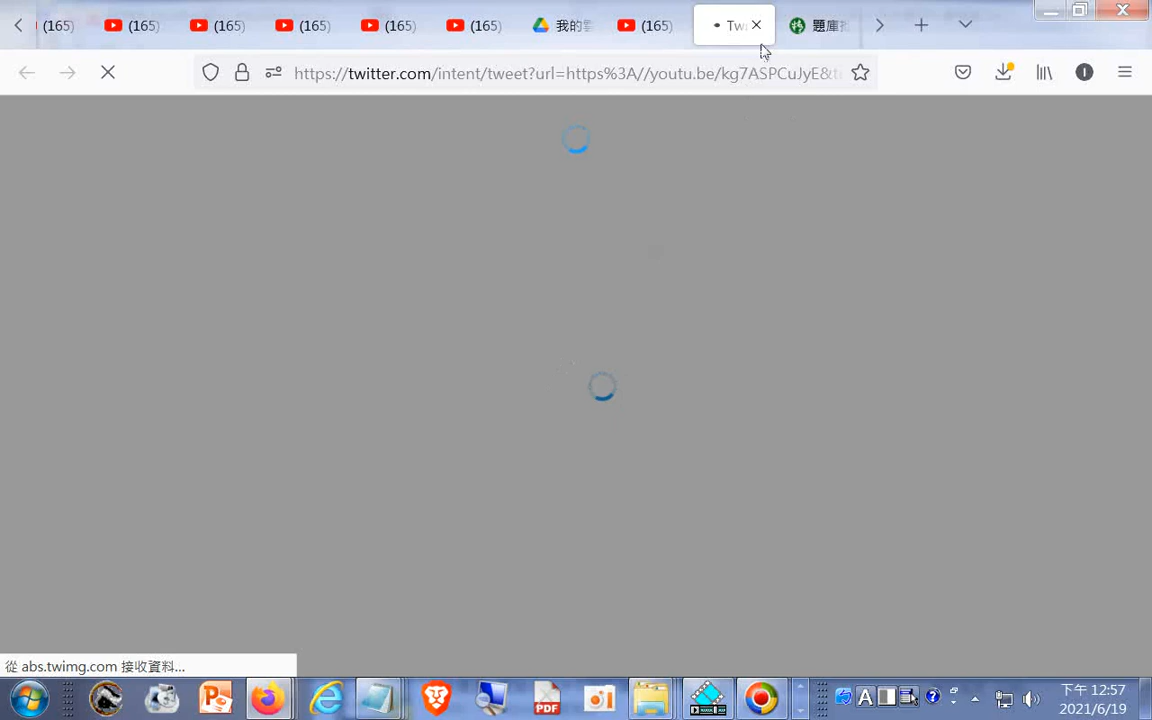 (165)
(165)
(165)
(165)
(165)
(165)
我的雲
(165)
Tw
題庫
https://twitter.com/intent/tweet?url=https%3A//youtu.be/kg7ASPCuJyE&t
從 abs.twimg.com 接收資料...
PDF
A
下午 12:57
2021/6/19